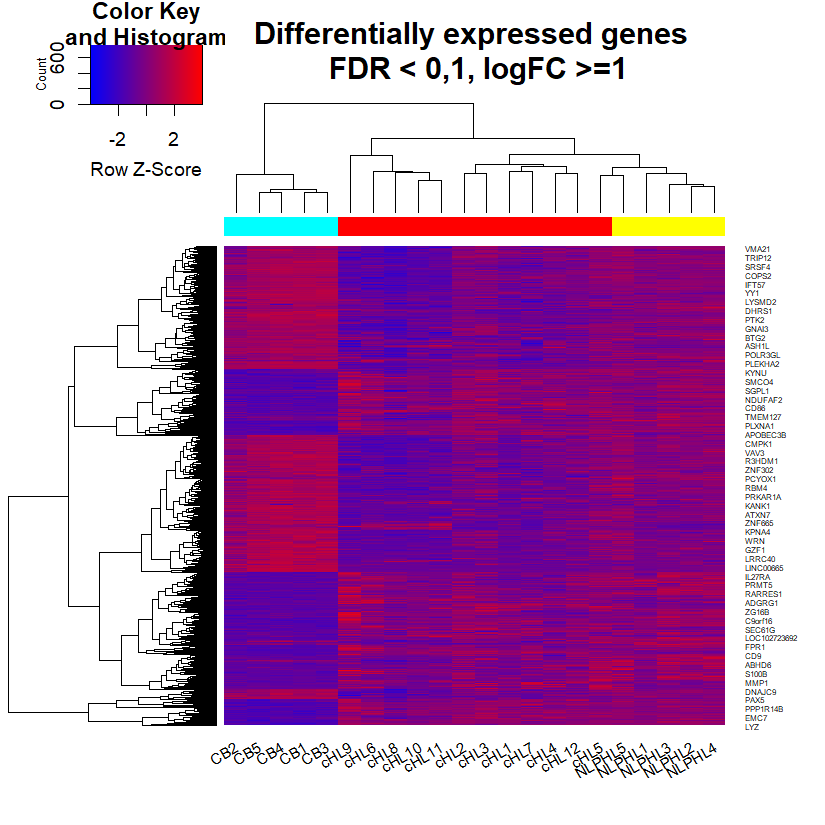 Color Key
and Histogram
Count
0
600
-2
2
Row Z-Score
Differentially expressed genes
FDR < 0,1, logFC >=1
VMA21
TRIP12
SRSF4
COPS2
IFT57
YY1
LYSMD2
DHRS1
PTK2
GNAI3
BTG2
ASH1L
POLR3GL
PLEKHA2
KYNU
SMCO4
SGPL1
NDUFAF2
CD86
TMEM127
PLXNA1
APOBEC3B
CMPK1
VAV3
R3HDM1
ZNF302
PCYOX1
RBM4
PRKAR1A
KANK1
ATXN7
ZNF665
KPNA4
WRN
GZF1
LRRC40
LINC00665
IL27RA
PRMT5
RARRES1
ADGRG1
ZG16B
C9orf16
SEC61G
LOC102723692
FPR1
CD9
ABHD6
S100B
MMP1
DNAJC9
PAX5
PPP1R14B
EMC7
LYZ
CB2
CB5
CB4
CB1
CB3
cHL9
cHL6
cHL8
cHL10
cHL11
cHL2
cHL3
cHL1
cHL7
cHL4
cHL12
cHL5
NLPHL5
NLPHL1
NLPHL3
NLPHL2
NLPHL4